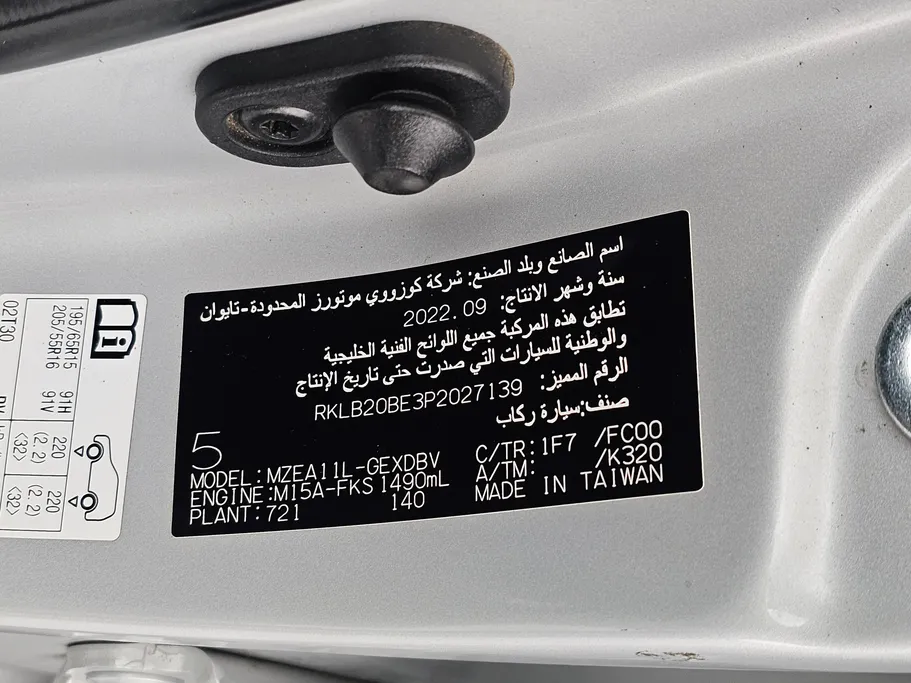 اسم الصانع وبلد الصنع: شركة كوزووي موتورز المحدودة-تايوان
سنة وشهر الانتاج: 2022.09
تطابق هذه المركبة جميع اللوائح الفنية الخليجية
والوطنية للسيارات التي صدرت حتى تاريخ الإنتاج
الرقم المميز: RKLB20BE3P2027139
صنف:سيارة ركاب
5
MODEL:MZEA11L-GEXDBV C/TR:1F7 /FC00
ENGINE:M15A-FKS 1490mL A/TM: /K320
PLANT:721 140 MADE IN TAIWAN
195/65R15 91H 220 (2.2) <32> 220 (2.2) <32>
205/55R16 91V
02T30